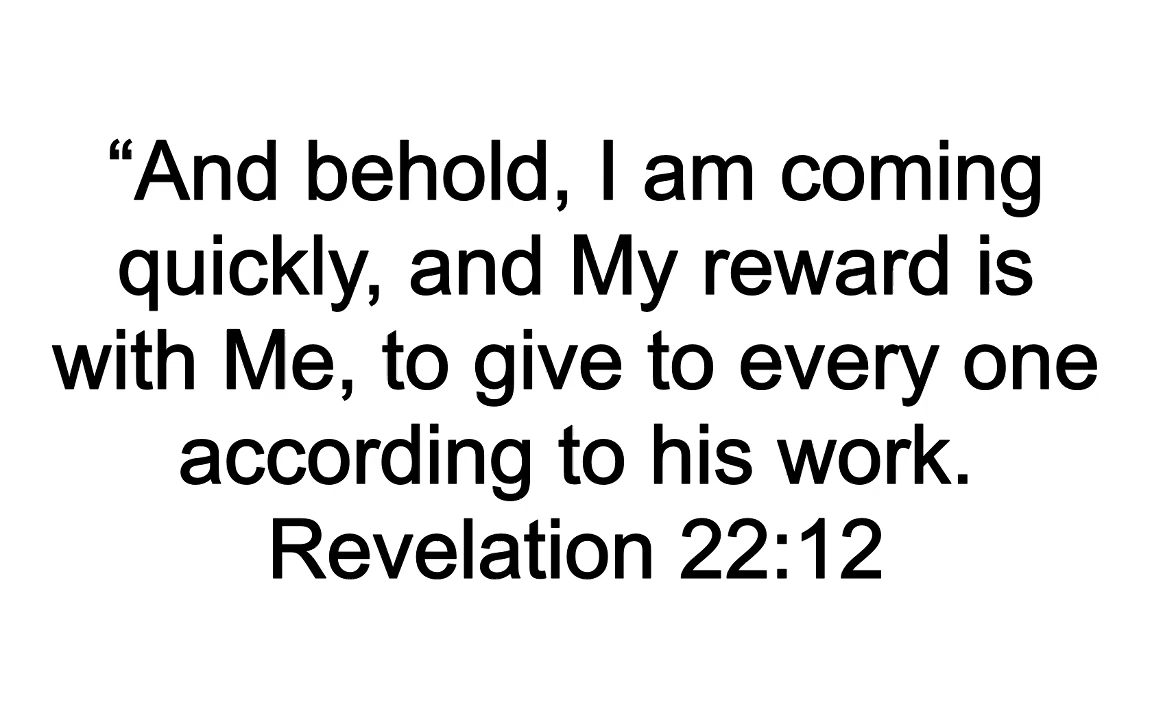 “And behold, I am coming
quickly, and My reward is
with Me, to give to every one
according to his work.
Revelation 22:12